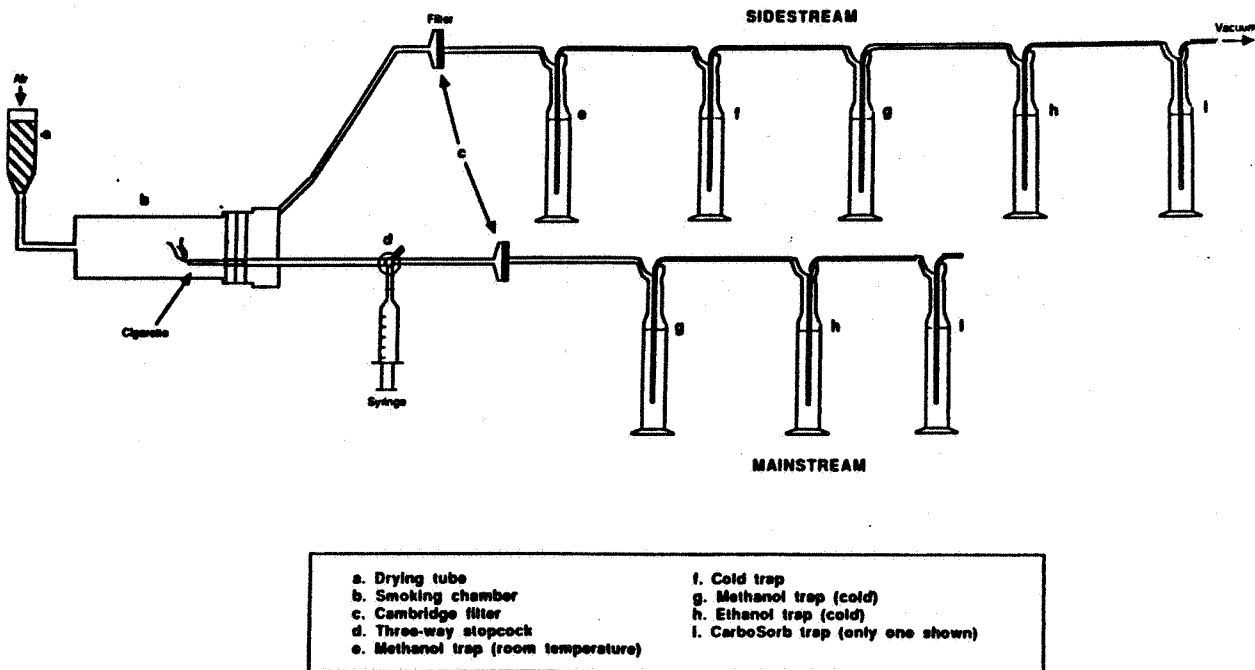 SIDESTREAM
Filter
Vacuum
Air
a
e
f
g
h
i
c
b
d
Cigarette
Syringe
g
h
i
MAINSTREAM
a. Drying tube
b. Smoking chamber
c. Cambridge filter
d. Three-way stopcock
e. Methanol trap (room temperature)
f. Cold trap
g. Methanol trap (cold)
h. Ethanol trap (cold)
i. CarboSorb trap (only one shown)